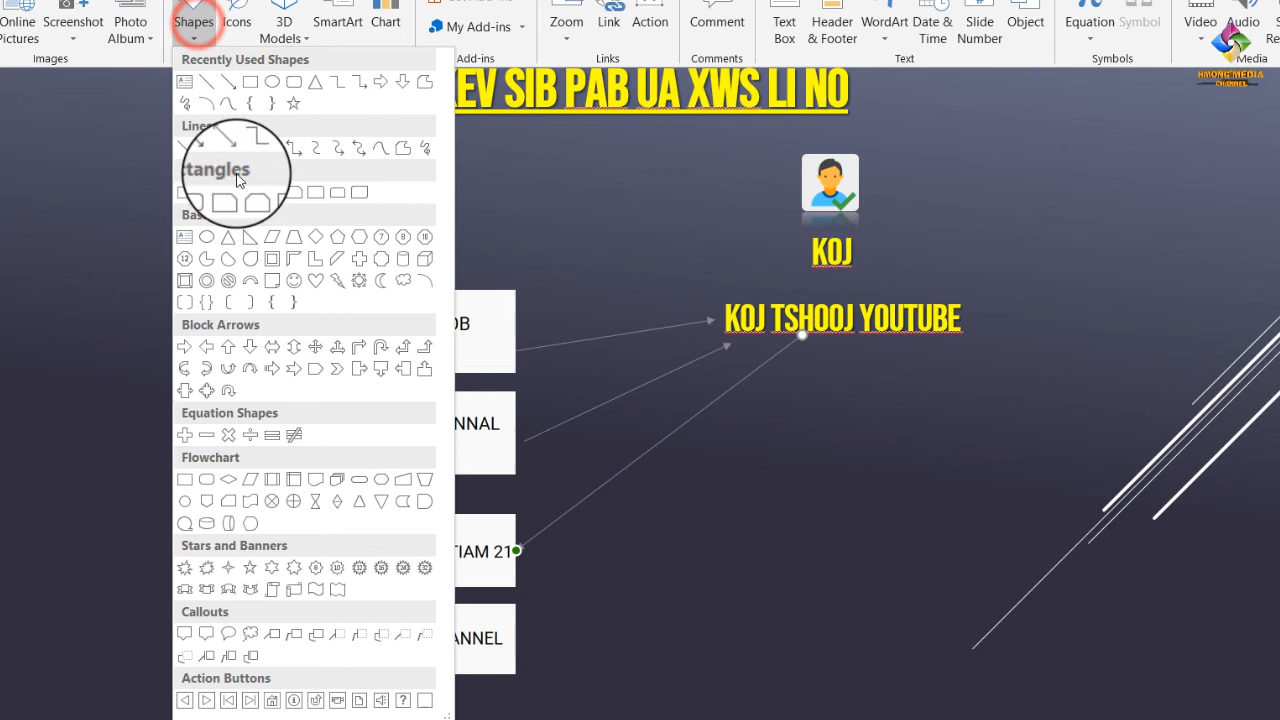 Online Screenshot Photo Shapes Icons 3D SmartArt Chart My Add-ins Zoom Link Action Comment Text Header WordArt Date & Slide Object Equation Symbol Video Audio
Pictures Album Models Box & Footer Time Number
Images Add-ins Links Comments Text Symbols Media
HMONG MEDIA
CHANNEL
Recently Used Shapes
Lines
ctangles
Bas
Block Arrows
Equation Shapes
Flowchart
Stars and Banners
Callouts
Action Buttons
KEV SIB PAB UA XWS LI NO
KOJ
KOJ TSHOOJ YOUTUBE
OB
NNAL
TIAM 21
ANNEL